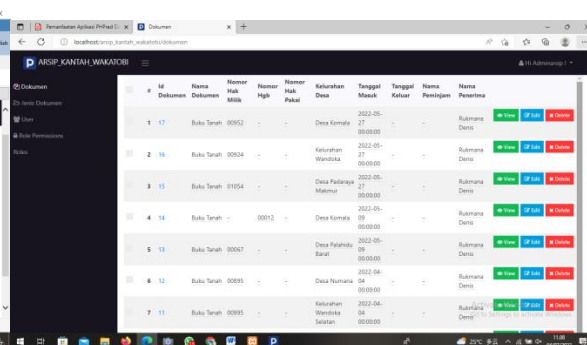 Pemanfaatan Aplikasi PHPrad
Dokumen
localhost/arsip_kantah_wakatobi/dokumen
ARSIP_KANTAH_WAKATOBI
Hi Adminarsip !
Dokumen
Jenis Dokumen
User
Role Permissions
Roles
# Id Dokumen Nama Dokumen Nomor Hak Milik Nomor Hgb Nomor Hak Pakai Kelurahan Desa Tanggal Masuk Tanggal Keluar Nama Peminjam Nama Penerima
1 17 Buku Tanah 00952 - - Desa Komala 2022-05-27 00:00:00 - - Rukmana Denis View Edit Delete
2 16 Buku Tanah 00924 - - Kelurahan Wandoka 2022-05-27 00:00:00 - - Rukmana Denis View Edit Delete
3 15 Buku Tanah 01054 - - Desa Padaraya Makmur 2022-05-27 00:00:00 - - Rukmana Denis View Edit Delete
4 14 Buku Tanah - 00012 - Desa Komala 2022-05-09 00:00:00 - - Rukmana Denis View Edit Delete
5 13 Buku Tanah 00067 - - Desa Palahidu Barat 2022-05-09 00:00:00 - - Rukmana Denis View Edit Delete
6 12 Buku Tanah 00895 - - Desa Numana 2022-04-04 00:00:00 - - Rukmana Denis View Edit Delete
7 11 Buku Tanah 00995 - - Kelurahan Wandoka Selatan 2022-04-04 00:00:00 - - Rukmana Denis View Edit Delete
Go to Settings to activate Windows.
25°C
11:00